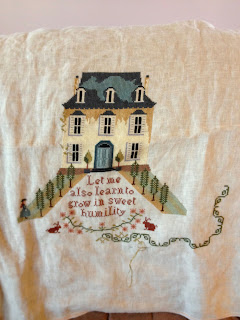 Let me
also learn to
grow in sweet
humility